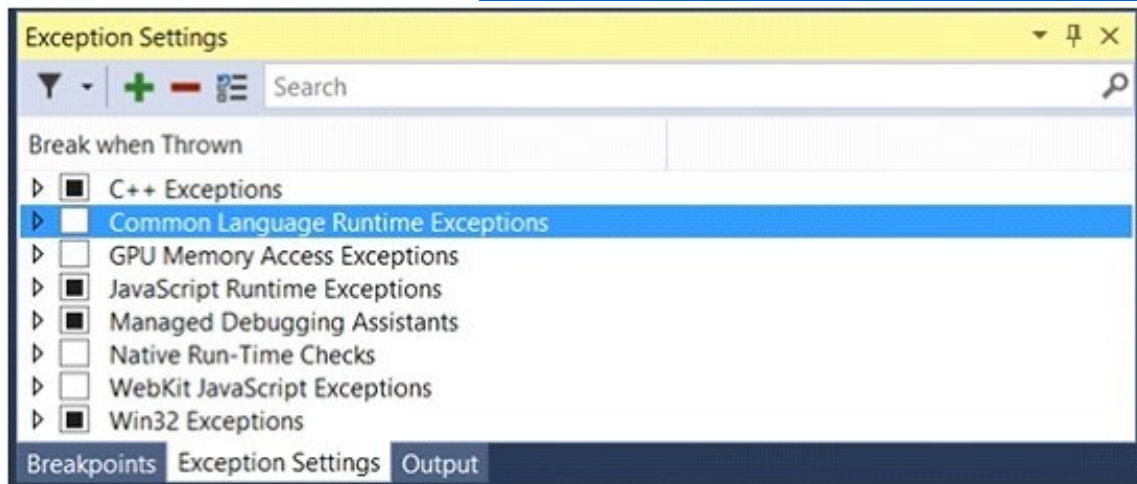 Exception Settings
Search
Break when Thrown
C++ Exceptions
Common Language Runtime Exceptions
GPU Memory Access Exceptions
JavaScript Runtime Exceptions
Managed Debugging Assistants
Native Run-Time Checks
WebKit JavaScript Exceptions
Win32 Exceptions
Breakpoints Exception Settings Output